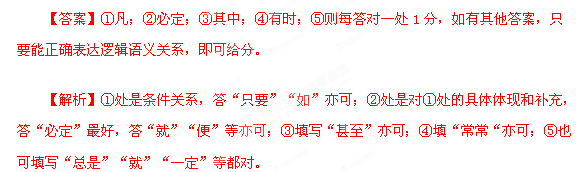 【答案】①凡；②必定；③其中；④有时；⑤则每答对一处1分，如有其他答案，只
要能正确表达逻辑语义关系，即可给分。
【解析】①处是条件关系，答“只要”“如”亦可；②处是对①处的具体体现和补充，
答“必定”最好，答“就”“便”等亦可；③填写“甚至”亦可；④填“常常“亦可；⑤也
可填写“总是”“就”“一定”等都对。